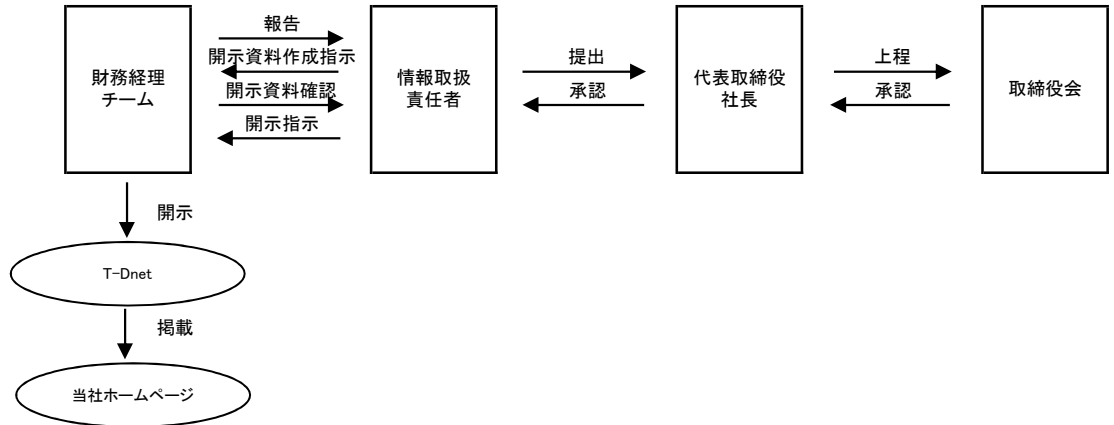 財務経理
チーム
報告
開示資料作成指示
開示資料確認
開示指示
情報取扱
責任者
提出
承認
代表取締役
社長
上程
承認
取締役会
開示
T-Dnet
掲載
当社ホームページ